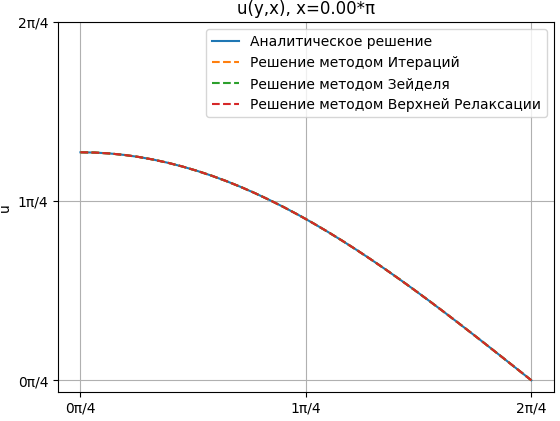 u(y,x), x=0.00*π
2π/4
Аналитическое решение
Решение методом Итераций
Решение методом Зейделя
Решение методом Верхней Релаксации
1π/4
u
0π/4
0π/4 1π/4 2π/4